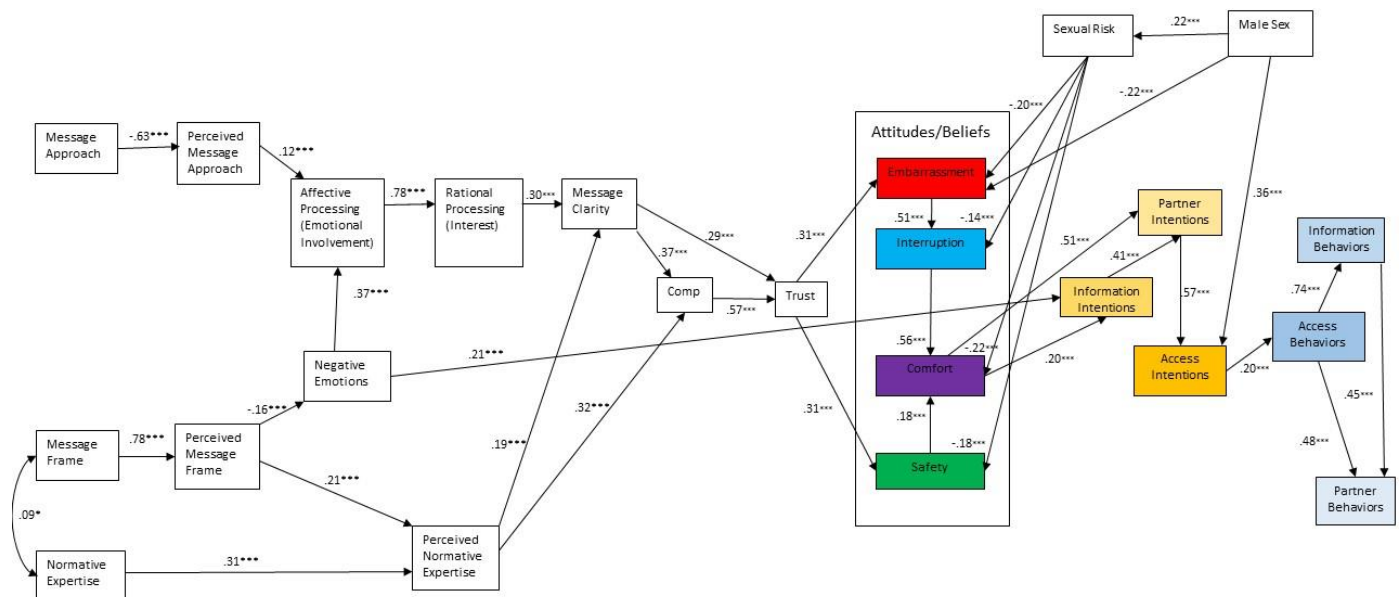 Sexual Risk
.22***
Male Sex
-.20***
-.22***
Attitudes/Beliefs
Message
Approach
-.63***
Perceived
Message
Approach
.12***
Affective
Processing
(Emotional
Involvement)
.78***
Rational
Processing
(Interest)
.30***
Message
Clarity
.29***
.37***
Comp
.57***
Trust
.31***
.31***
Embarrassment
.51***
-.14***
Interruption
.56***
-.22***
Comfort
.18***
-.18***
Safety
.51***
.41***
.20***
Partner
Intentions
Information
Intentions
.57***
.36***
Access
Intentions
.20***
Information
Behaviors
.74***
Access
Behaviors
.45***
.48***
Partner
Behaviors
.37***
Negative
Emotions
.21***
-.16***
Message
Frame
.78***
Perceived
Message
Frame
.21***
.19***
.32***
.09*
Normative
Expertise
.31***
Perceived
Normative
Expertise